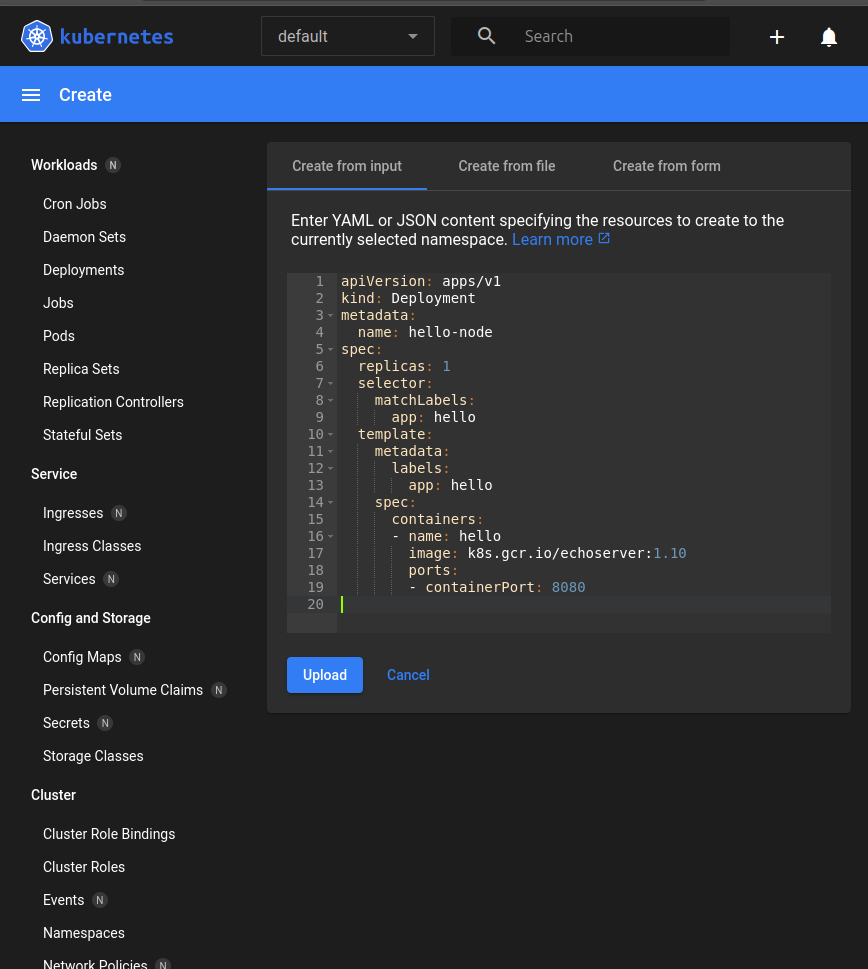 kubernetes
default
Search
Create
Workloads N
Cron Jobs
Daemon Sets
Deployments
Jobs
Pods
Replica Sets
Replication Controllers
Stateful Sets
Service
Ingresses N
Ingress Classes
Services N
Config and Storage
Config Maps N
Persistent Volume Claims N
Secrets N
Storage Classes
Cluster
Cluster Role Bindings
Cluster Roles
Events N
Namespaces
Network Policies N
Create from input
Create from file
Create from form
Enter YAML or JSON content specifying the resources to create to the
currently selected namespace. Learn more
1 apiVersion: apps/v1
2 kind: Deployment
3 metadata:
4   name: hello-node
5 spec:
6   replicas: 1
7   selector:
8     matchLabels:
9       app: hello
10   template:
11     metadata:
12       labels:
13         app: hello
14     spec:
15       containers:
16       - name: hello
17         image: k8s.gcr.io/echoserver:1.10
18         ports:
19         - containerPort: 8080
20
Upload
Cancel